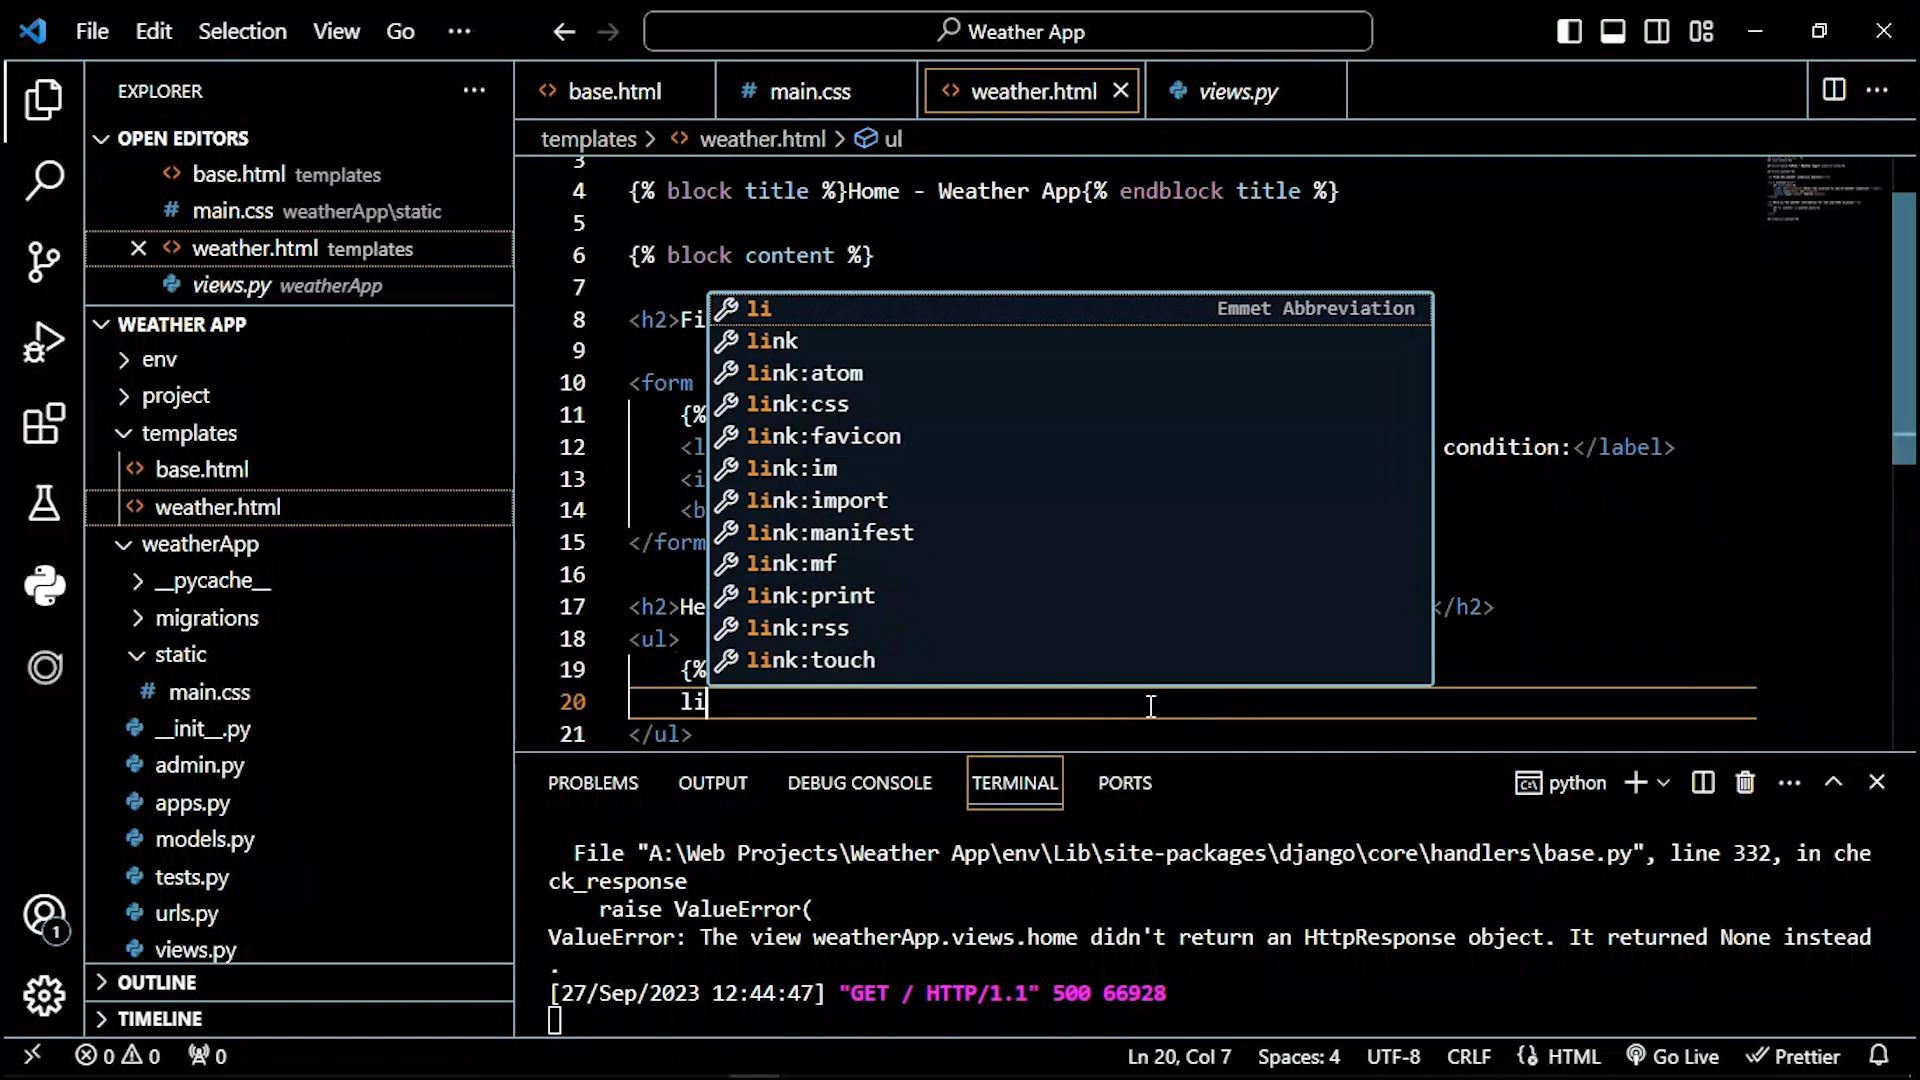 File Edit Selection View Go ··· Weather App
EXPLORER ···
OPEN EDITORS
base.html templates
main.css weatherApp\static
weather.html templates
views.py weatherApp
WEATHER APP
env
project
templates
base.html
weather.html
weatherApp
__pycache__
migrations
static
main.css
__init__.py
admin.py
apps.py
models.py
tests.py
urls.py
views.py
OUTLINE
TIMELINE
1
base.html # main.css weather.html views.py
templates > weather.html > ul
3
4 {% block title %}Home - Weather App{% endblock title %}
5
6 {% block content %}
7
8 <h2>Fi
9
10 <form
11 {%
12 <l condition:</label>
13 <i
14 <b
15 </form
16
17 <h2>He </h2>
18 <ul>
19 {%
20 li
21 </ul>
li Emmet Abbreviation
link
link:atom
link:css
link:favicon
link:im
link:import
link:manifest
link:mf
link:print
link:rss
link:touch
PROBLEMS OUTPUT DEBUG CONSOLE TERMINAL PORTS python
File "A:\Web Projects\Weather App\env\Lib\site-packages\django\core\handlers\base.py", line 332, in che
ck_response
raise ValueError(
ValueError: The view weatherApp.views.home didn't return an HttpResponse object. It returned None instead
.
[27/Sep/2023 12:44:47] "GET / HTTP/1.1" 500 66928
0 0 0 Ln 20, Col 7 Spaces: 4 UTF-8 CRLF HTML Go Live Prettier